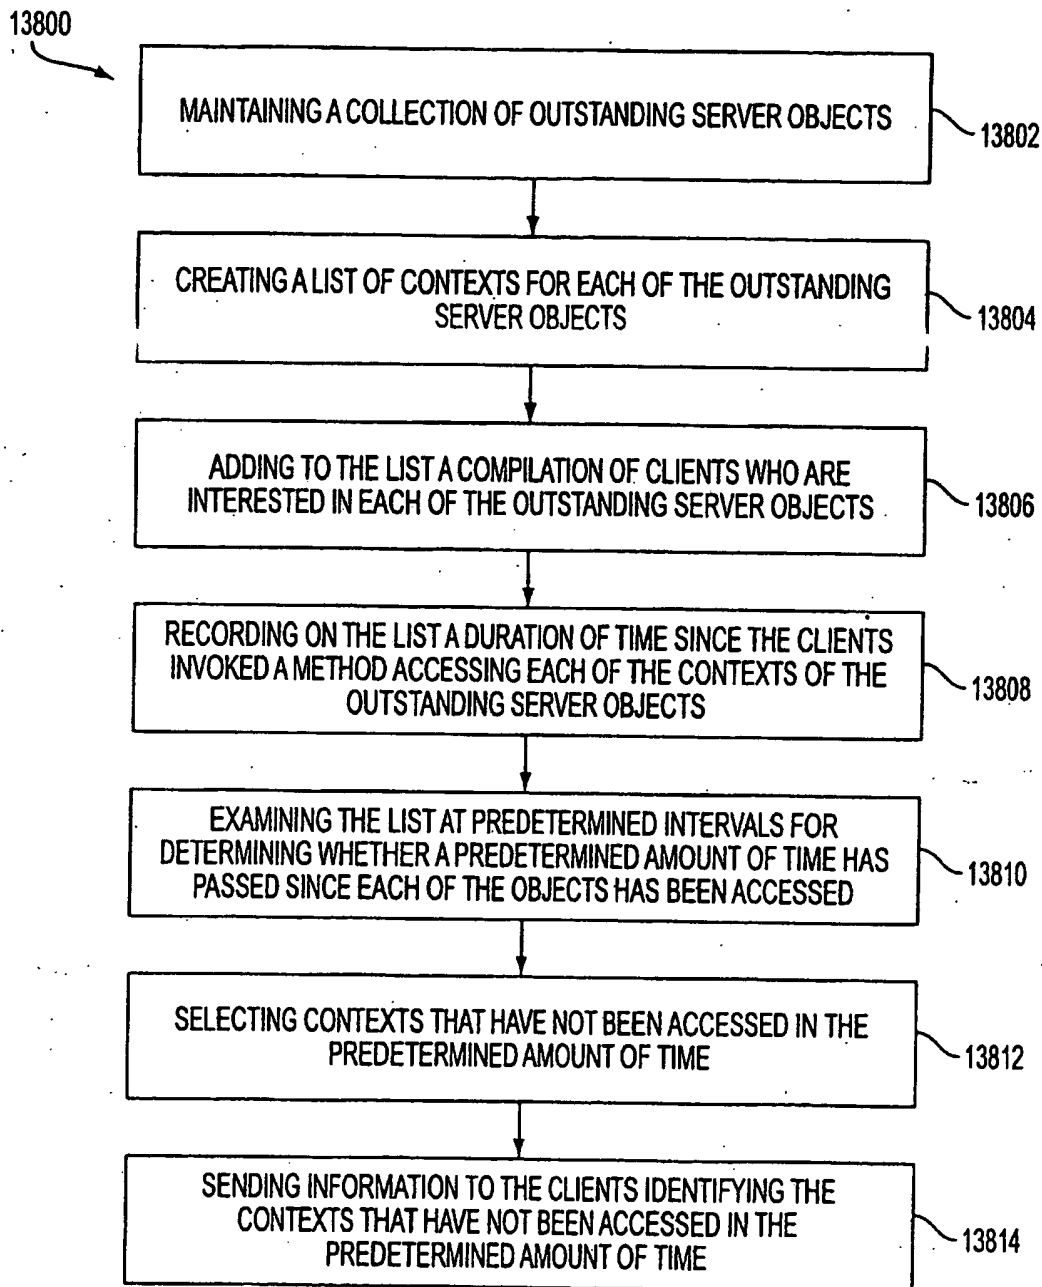 13800
MAINTAINING A COLLECTION OF OUTSTANDING SERVER OBJECTS
13802
CREATING A LIST OF CONTEXTS FOR EACH OF THE OUTSTANDING
SERVER OBJECTS
13804
ADDING TO THE LIST A COMPILATION OF CLIENTS WHO ARE
INTERESTED IN EACH OF THE OUTSTANDING SERVER OBJECTS
13806
RECORDING ON THE LIST A DURATION OF TIME SINCE THE CLIENTS
INVOKED A METHOD ACCESSING EACH OF THE CONTEXTS OF THE
OUTSTANDING SERVER OBJECTS
13808
EXAMINING THE LIST AT PREDETERMINED INTERVALS FOR
DETERMINING WHETHER A PREDETERMINED AMOUNT OF TIME HAS
PASSED SINCE EACH OF THE OBJECTS HAS BEEN ACCESSED
13810
SELECTING CONTEXTS THAT HAVE NOT BEEN ACCESSED IN THE
PREDETERMINED AMOUNT OF TIME
13812
SENDING INFORMATION TO THE CLIENTS IDENTIFYING THE
CONTEXTS THAT HAVE NOT BEEN ACCESSED IN THE
PREDETERMINED AMOUNT OF TIME
13814